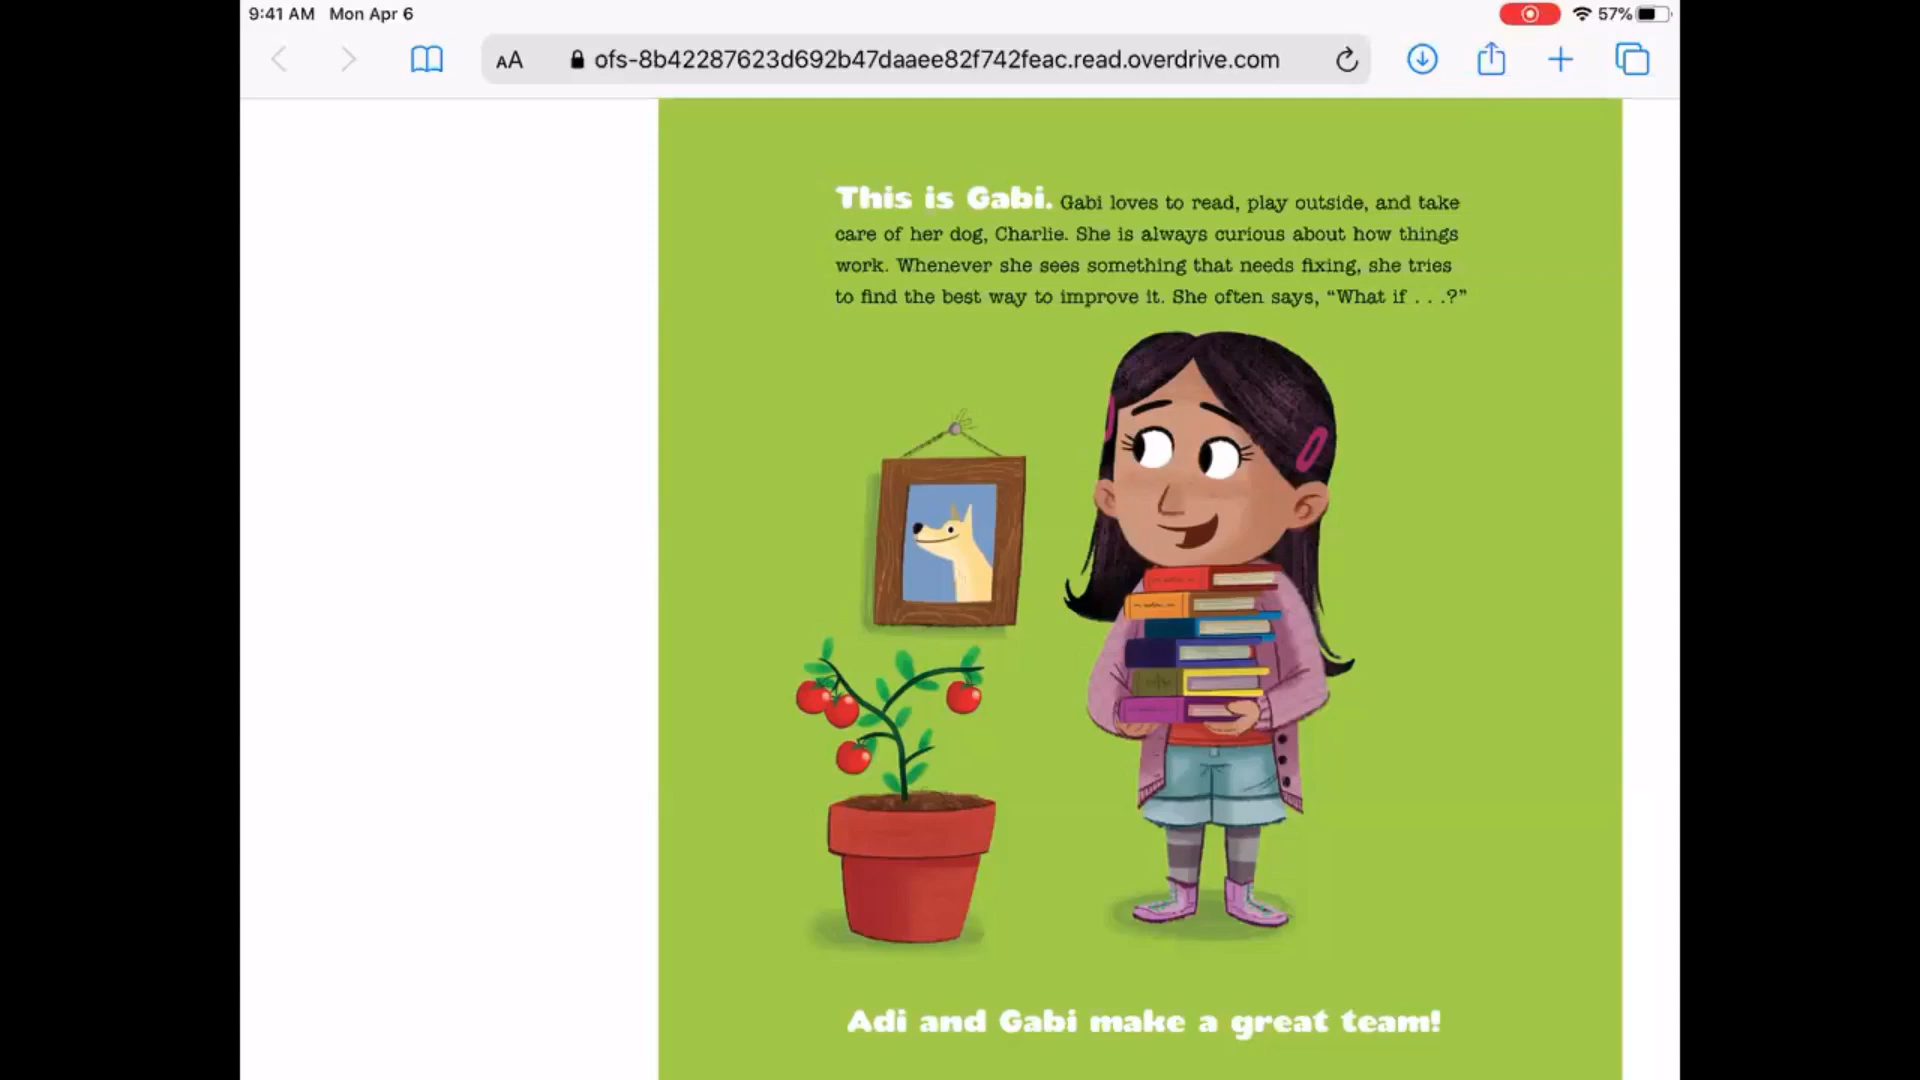 9:41 AM Mon Apr 6
57%
AA ofs-8b42287623d692b47daaee82f742feac.read.overdrive.com
This is Gabi. Gabi loves to read, play outside, and take
care of her dog, Charlie. She is always curious about how things
work. Whenever she sees something that needs fixing, she tries
to find the best way to improve it. She often says, “What if . . .?”
Adi and Gabi make a great team!